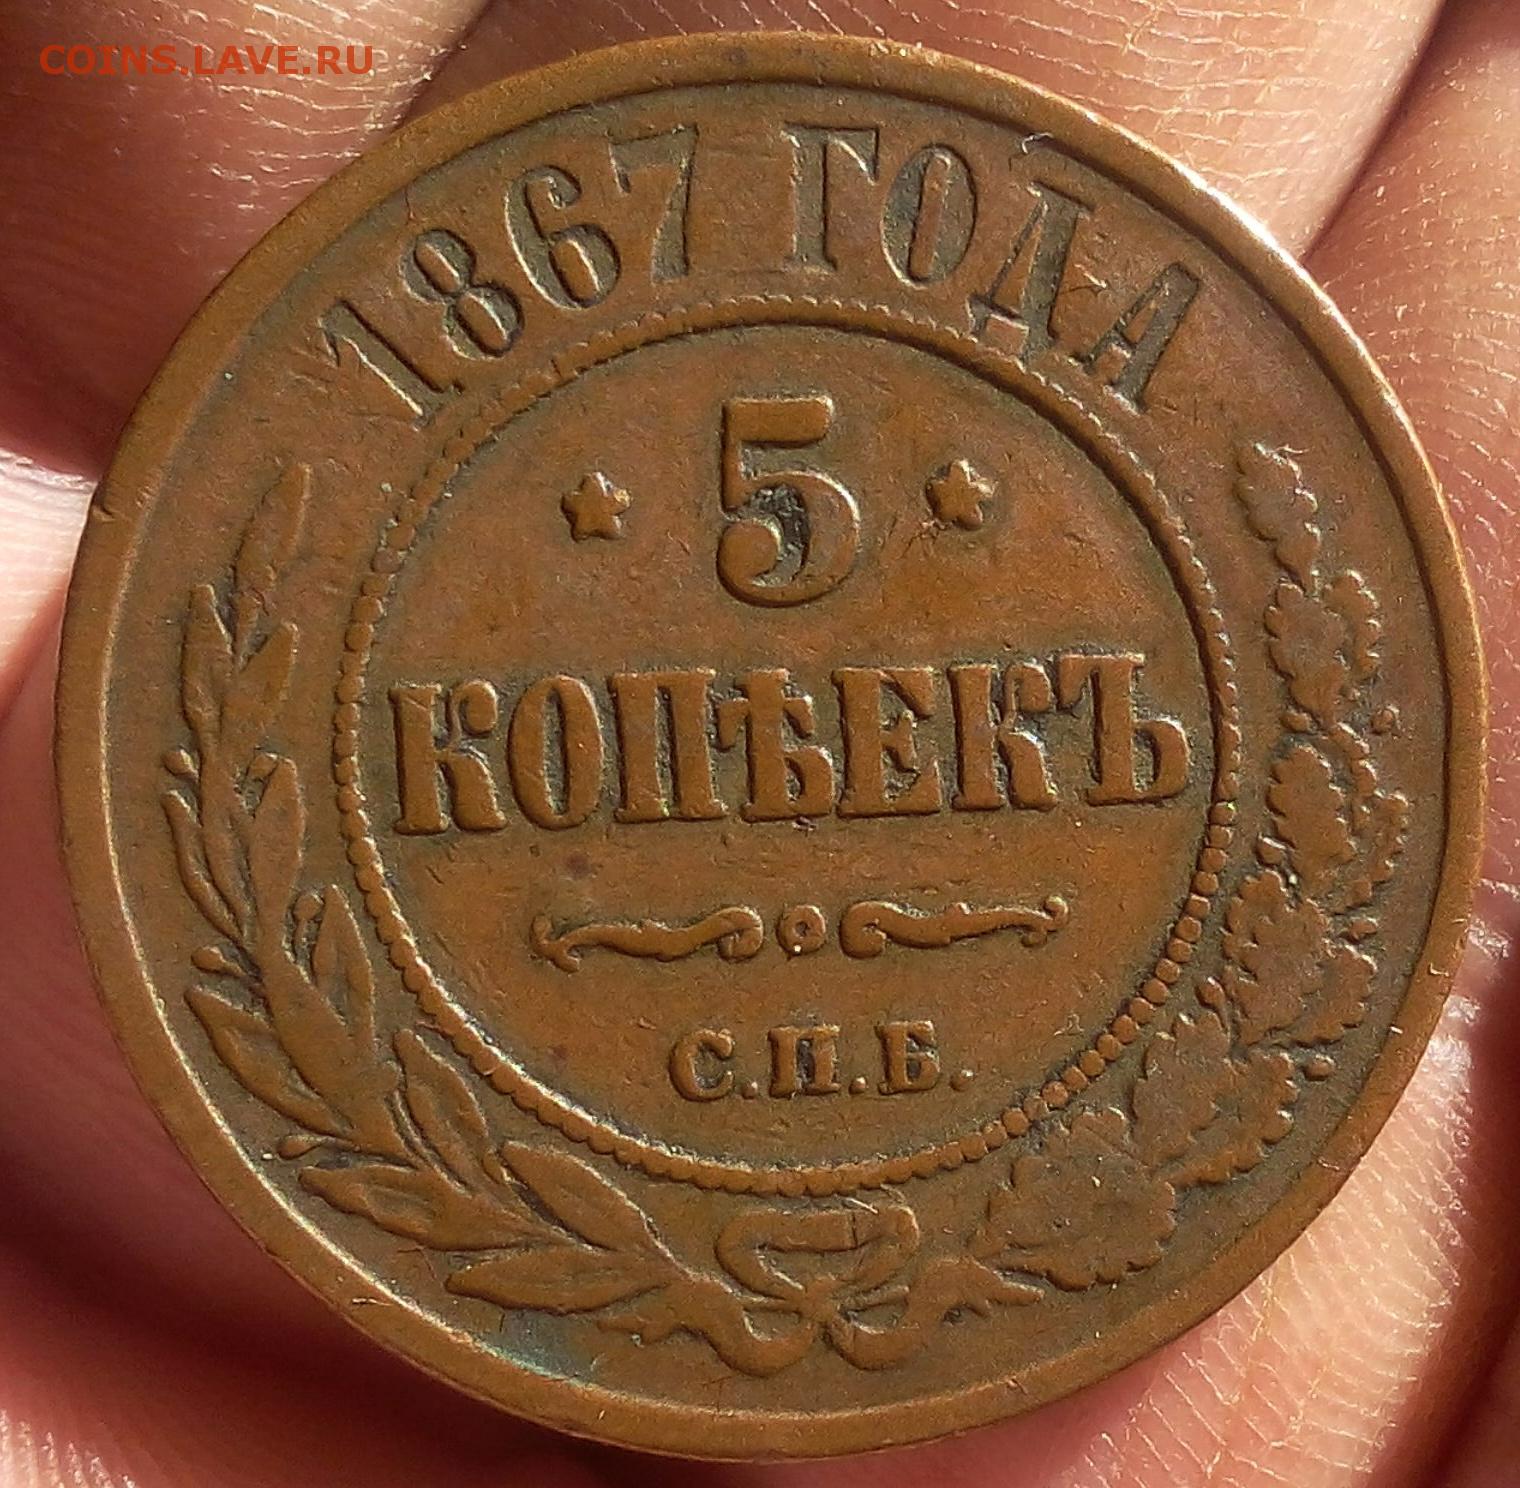 COINS.LAVE.RU
1867 ГОДА
5
КОПѢЕКЪ
С.П.Б.